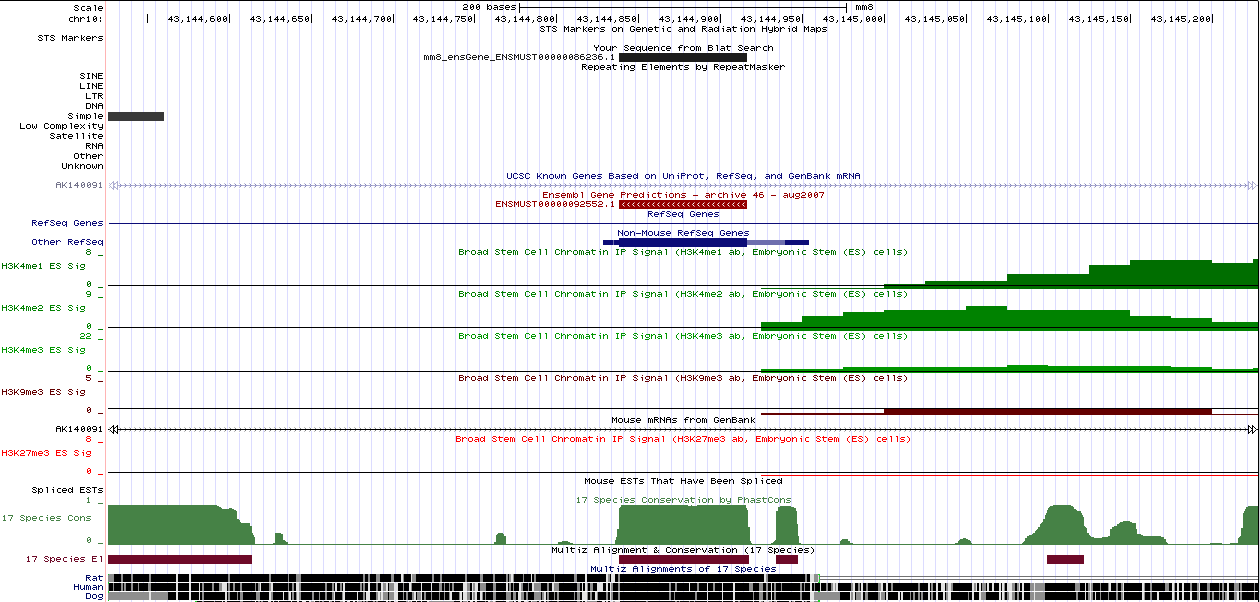 Scale 200 bases mm8
chr10: 43,144,600 43,144,650 43,144,700 43,144,750 43,144,800 43,144,850 43,144,900 43,144,950 43,145,000 43,145,050 43,145,100 43,145,150 43,145,200
STS Markers on Genetic and Radiation Hybrid Maps
STS Markers
Your Sequence from Blat Search
mm8_ensGene_ENSMUST00000086236.1
Repeating Elements by RepeatMasker
SINE
LINE
LTR
DNA
Simple
Low Complexity
Satellite
RNA
Other
Unknown
UCSC Known Genes Based on UniProt, RefSeq, and GenBank mRNA
AK140091
Ensembl Gene Predictions - archive 46 - aug2007
ENSMUST00000092552.1
RefSeq Genes
RefSeq Genes
Non-Mouse RefSeq Genes
Other RefSeq
Broad Stem Cell Chromatin IP Signal (H3K4me1 ab, Embryonic Stem (ES) cells)
8 _
H3K4me1 ES Sig
0 _
Broad Stem Cell Chromatin IP Signal (H3K4me2 ab, Embryonic Stem (ES) cells)
9 _
H3K4me2 ES Sig
0 _
Broad Stem Cell Chromatin IP Signal (H3K4me3 ab, Embryonic Stem (ES) cells)
22 _
H3K4me3 ES Sig
0 _
Broad Stem Cell Chromatin IP Signal (H3K9me3 ab, Embryonic Stem (ES) cells)
5 _
H3K9me3 ES Sig
0 _
Mouse mRNAs from GenBank
AK140091
Broad Stem Cell Chromatin IP Signal (H3K27me3 ab, Embryonic Stem (ES) cells)
8 _
H3K27me3 ES Sig
0 _
Mouse ESTs That Have Been Spliced
Spliced ESTs
17 Species Conservation by PhastCons
1 _
17 Species Cons
0 _
Multiz Alignment & Conservation (17 Species)
17 Species El
Multiz Alignments of 17 Species
Rat
Human
Dog